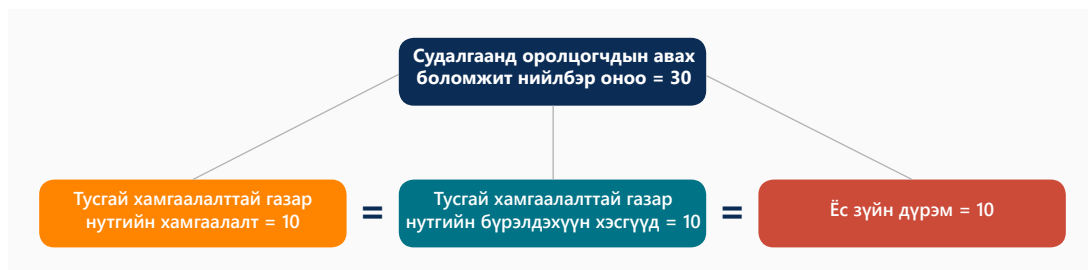 Судалгаанд оролцогчдын авах
боломжит нийлбэр оноо = 30
Тусгай хамгаалалттай газар
нутгийн хамгаалалт = 10
=
Тусгай хамгаалалттай газар
нутгийн бүрэлдэхүүн хэсгүүд = 10
=
Ёс зүйн дүрэм = 10